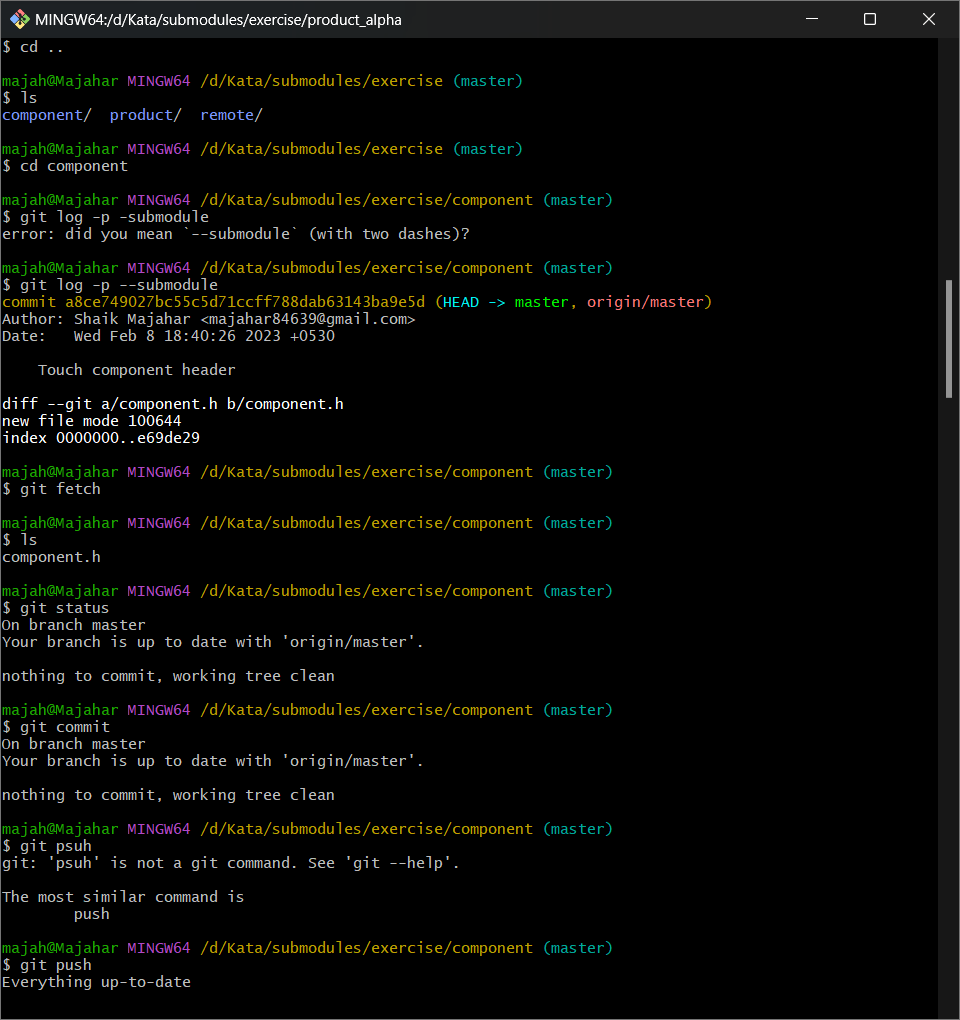 MINGW64:/d/Kata/submodules/exercise/product_alpha
$ cd ..
majah@Majahar MINGW64 /d/Kata/submodules/exercise (master)
$ ls
component/  product/  remote/
majah@Majahar MINGW64 /d/Kata/submodules/exercise (master)
$ cd component
majah@Majahar MINGW64 /d/Kata/submodules/exercise/component (master)
$ git log -p -submodule
error: did you mean `--submodule` (with two dashes)?
majah@Majahar MINGW64 /d/Kata/submodules/exercise/component (master)
$ git log -p --submodule
commit a8ce749027bc55c5d71ccff788dab63143ba9e5d (HEAD -> master, origin/master)
Author: Shaik Majahar <majahar84639@gmail.com>
Date:   Wed Feb 8 18:40:26 2023 +0530
    Touch component header
diff --git a/component.h b/component.h
new file mode 100644
index 0000000..e69de29
majah@Majahar MINGW64 /d/Kata/submodules/exercise/component (master)
$ git fetch
majah@Majahar MINGW64 /d/Kata/submodules/exercise/component (master)
$ ls
component.h
majah@Majahar MINGW64 /d/Kata/submodules/exercise/component (master)
$ git status
On branch master
Your branch is up to date with 'origin/master'.
nothing to commit, working tree clean
majah@Majahar MINGW64 /d/Kata/submodules/exercise/component (master)
$ git commit
On branch master
Your branch is up to date with 'origin/master'.
nothing to commit, working tree clean
majah@Majahar MINGW64 /d/Kata/submodules/exercise/component (master)
$ git psuh
git: 'psuh' is not a git command. See 'git --help'.
The most similar command is
        push
majah@Majahar MINGW64 /d/Kata/submodules/exercise/component (master)
$ git push
Everything up-to-date